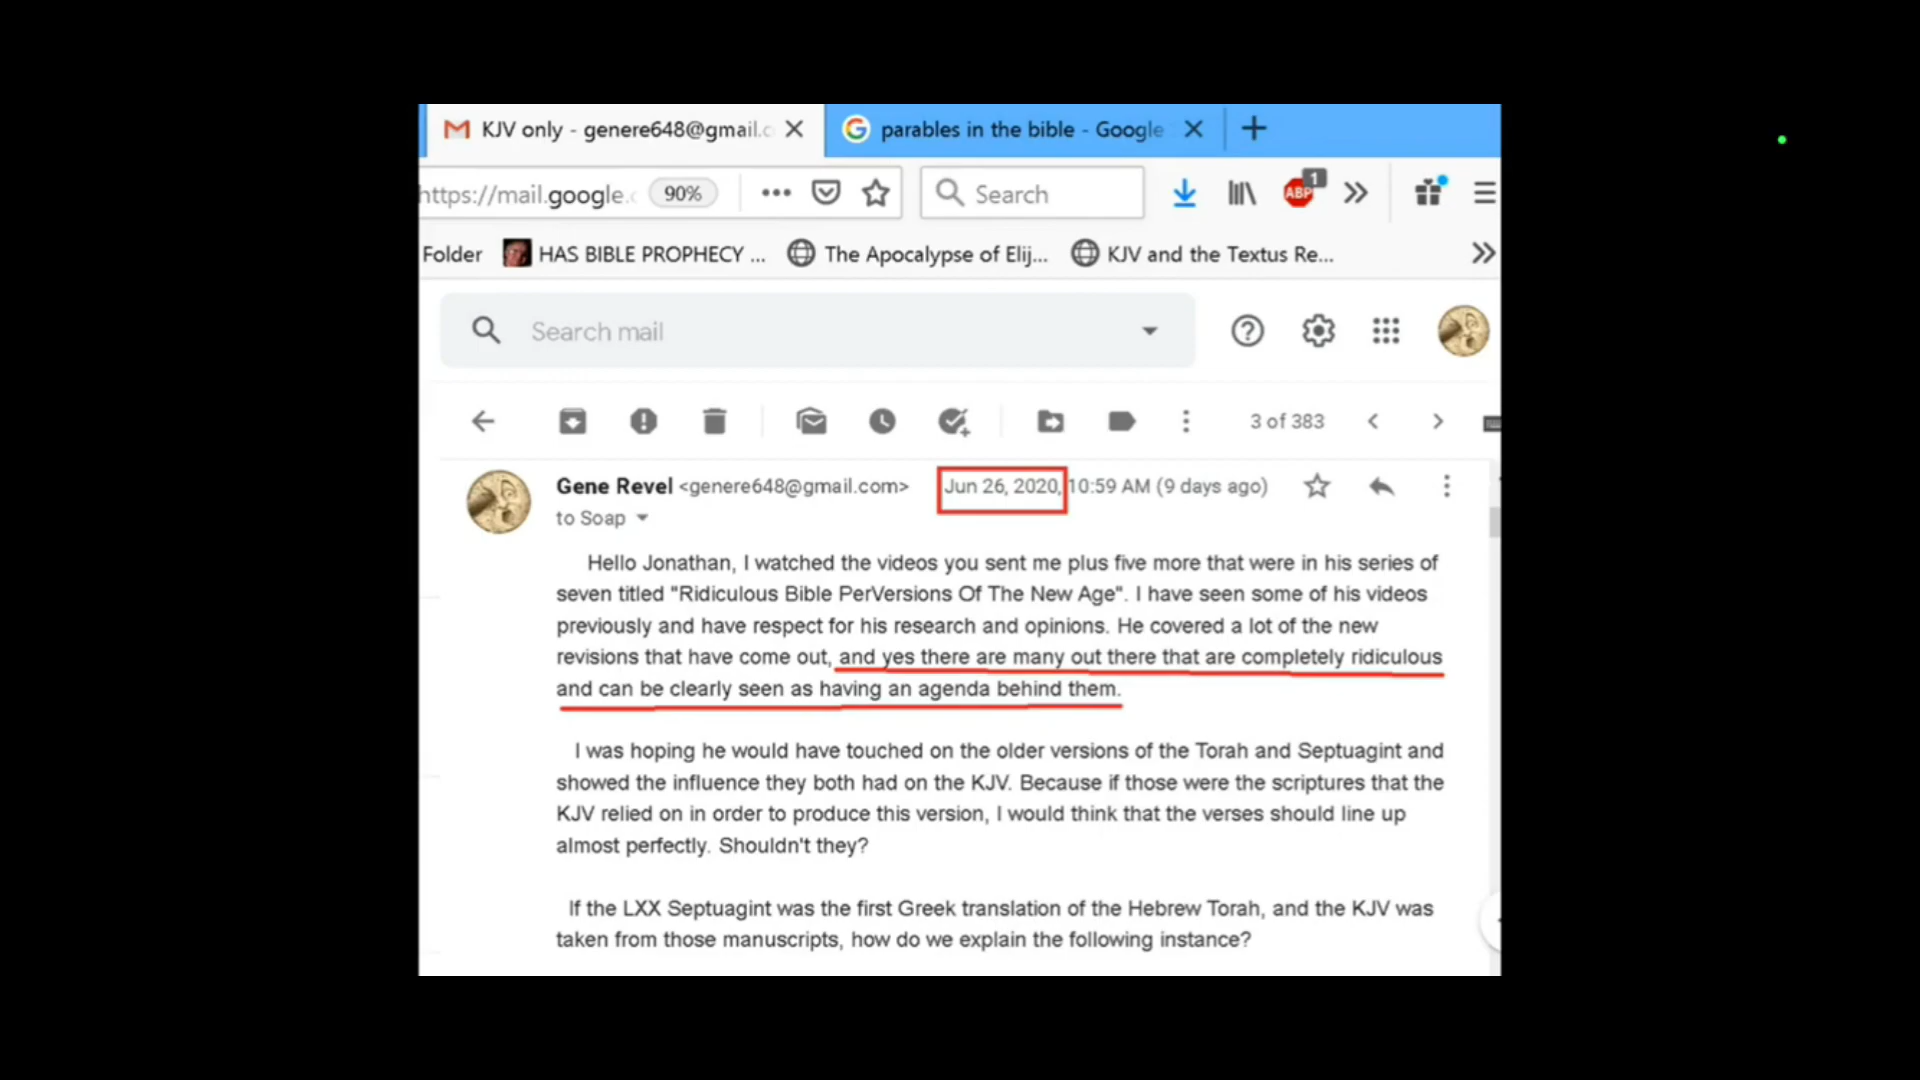 KJV only - genere648@gmail.c
parables in the bible - Google
https://mail.google.
90%
Search
ABP
1
Folder
HAS BIBLE PROPHECY ...
The Apocalypse of Elij...
KJV and the Textus Re...
Search mail
3 of 383
Gene Revel <genere648@gmail.com>
Jun 26, 2020, 10:59 AM (9 days ago)
to Soap
Hello Jonathan, I watched the videos you sent me plus five more that were in his series of
seven titled "Ridiculous Bible PerVersions Of The New Age". I have seen some of his videos
previously and have respect for his research and opinions. He covered a lot of the new
revisions that have come out, and yes there are many out there that are completely ridiculous
and can be clearly seen as having an agenda behind them.
I was hoping he would have touched on the older versions of the Torah and Septuagint and
showed the influence they both had on the KJV. Because if those were the scriptures that the
KJV relied on in order to produce this version, I would think that the verses should line up
almost perfectly. Shouldn't they?
If the LXX Septuagint was the first Greek translation of the Hebrew Torah, and the KJV was
taken from those manuscripts, how do we explain the following instance?